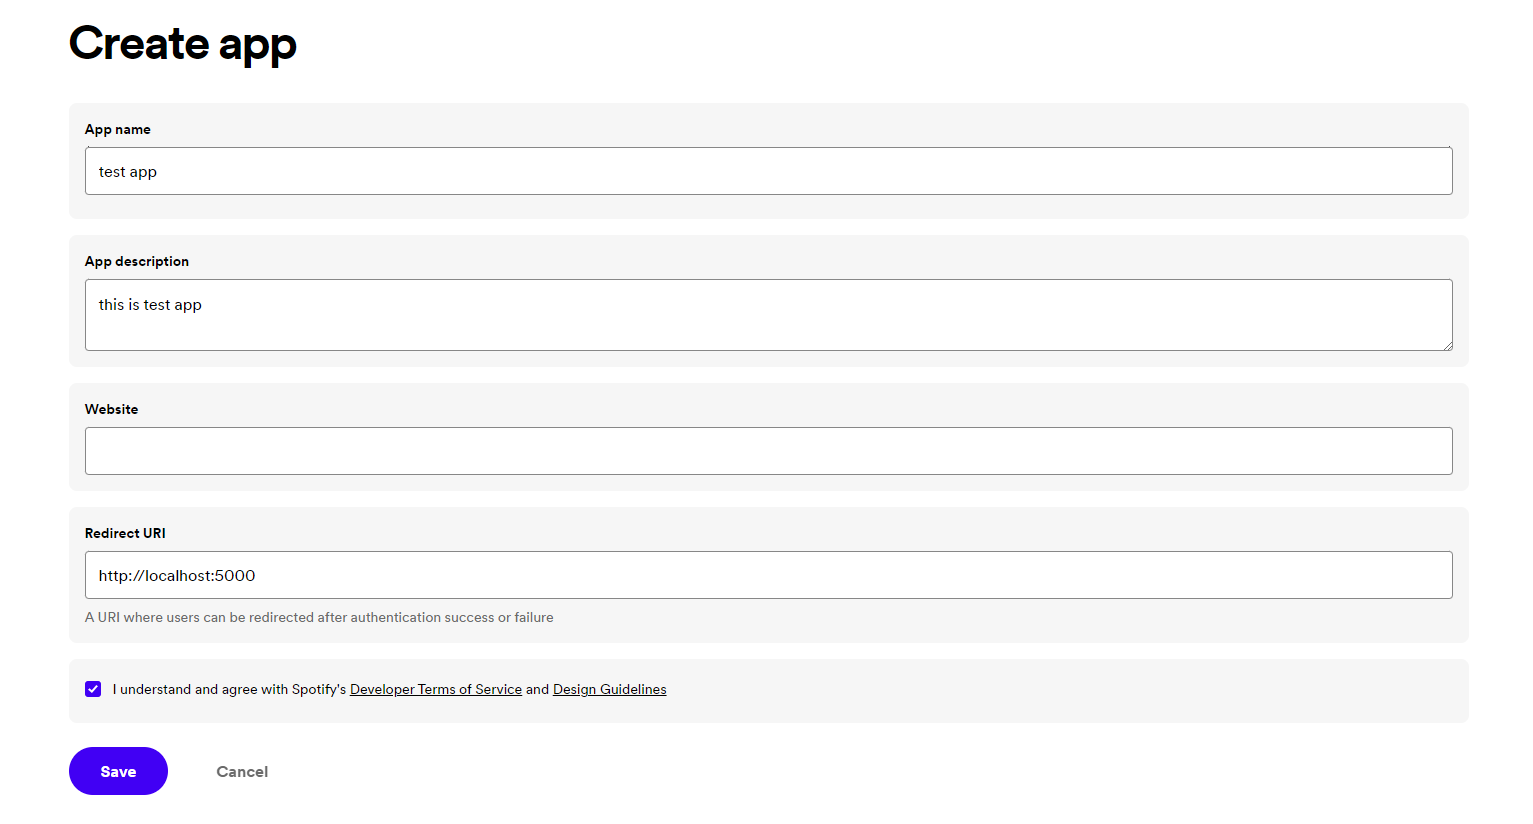 Create app
App name
test app
App description
this is test app
Website
Redirect URI
http://localhost:5000
A URI where users can be redirected after authentication success or failure
I understand and agree with Spotify's Developer Terms of Service and Design Guidelines
Save Cancel